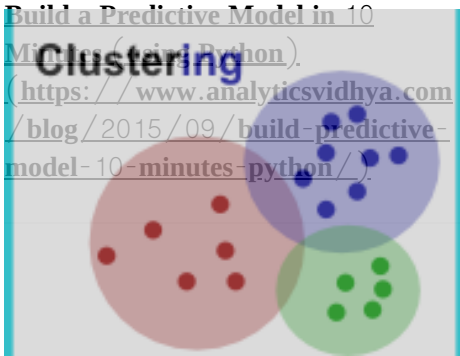 Build a Predictive Model in 10
Minutes (using Python)
Clustering
(https://www.analyticsvidhya.com
/blog/2015/09/build-predictive-
model-10-minutes-python/)